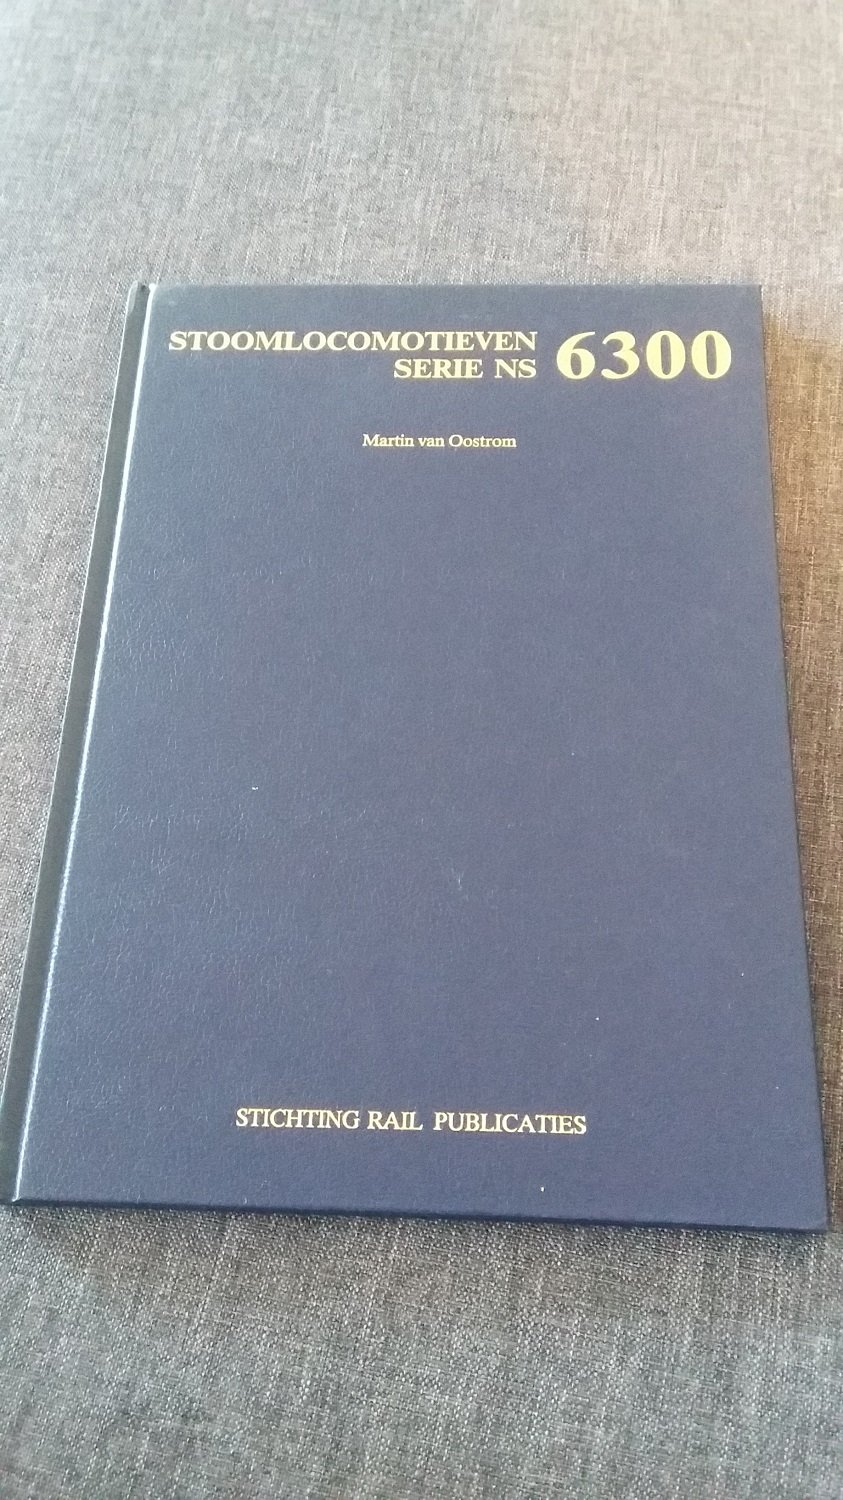 STOOMLOCOMOTIEVEN
SERIE NS 6300
Martin van Oostrom
STICHTING RAIL PUBLICATIES